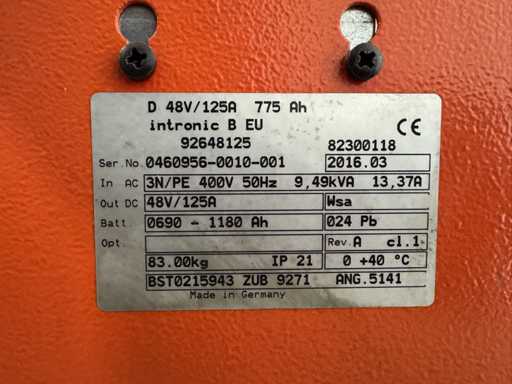 D 48V/125A 775 Ah
intronic B EU
CE
92648125
82300118
Ser.No. 0460956-0010-001 2016.03
In AC 3N/PE 400V 50Hz 9,49kVA 13,37A
Out DC 48V/125A Wsa
Batt. 0690 - 1180 Ah 024 Pb
Opt. Rev.A cl.1
83.00kg IP 21 0 +40 °C
BST0215943 ZUB 9271 ANG.5141
Made in Germany